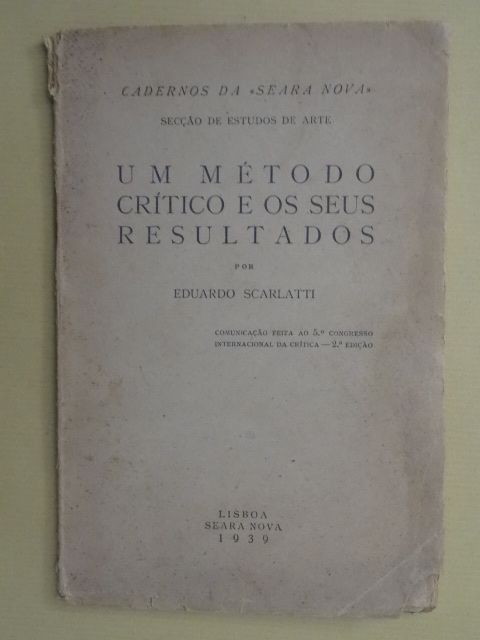 CADERNOS DA «SEARA NOVA»
SECÇÃO DE ESTUDOS DE ARTE
UM MÉTODO
CRÍTICO E OS SEUS
RESULTADOS
POR
EDUARDO SCARLATTI
COMUNICAÇÃO FEITA AO 5.º CONGRESSO
INTERNACIONAL DA CRÍTICA — 2.ª EDIÇÃO
LISBOA
SEARA NOVA
1939